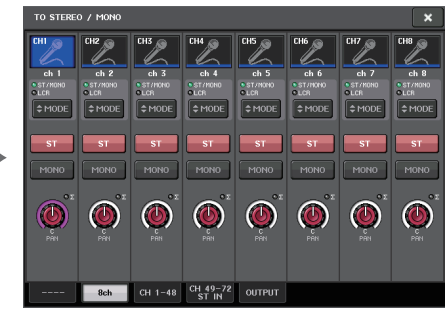 TO STEREO / MONO
CH1 CH2 CH3 CH4 CH5 CH6 CH7 CH8
ch 1 ch 2 ch 3 ch 4 ch 5 ch 6 ch 7 ch 8
ST/MONO ST/MONO ST/MONO ST/MONO ST/MONO ST/MONO ST/MONO ST/MONO
LCR LCR LCR LCR LCR LCR LCR LCR
MODE MODE MODE MODE MODE MODE MODE MODE
ST ST ST ST ST ST ST ST
MONO MONO MONO MONO MONO MONO MONO MONO
Σ Σ Σ Σ Σ Σ Σ Σ
C C C C C C C C
PAN PAN PAN PAN PAN PAN PAN PAN
---- 8ch CH 1-48 CH 49-72 OUTPUT
ST IN